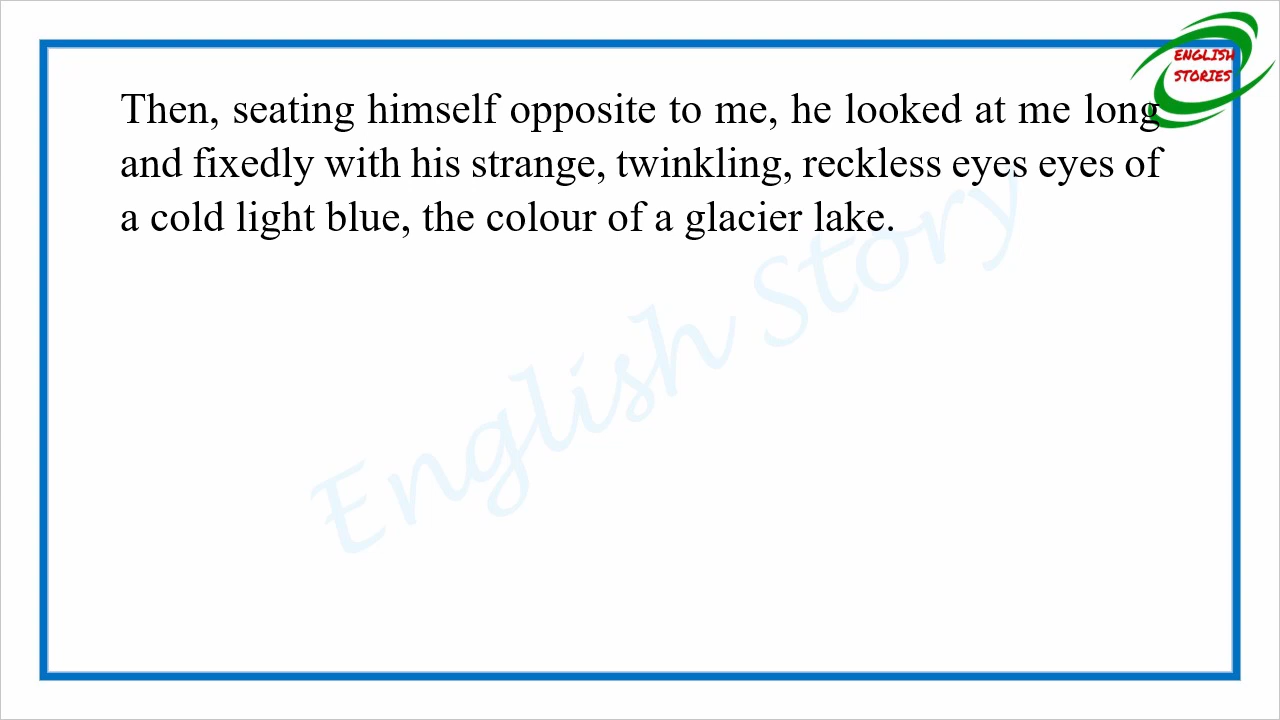 ENGLISH
STORIES
Then, seating himself opposite to me, he looked at me long
and fixedly with his strange, twinkling, reckless eyes eyes of
a cold light blue, the colour of a glacier lake.
English Story